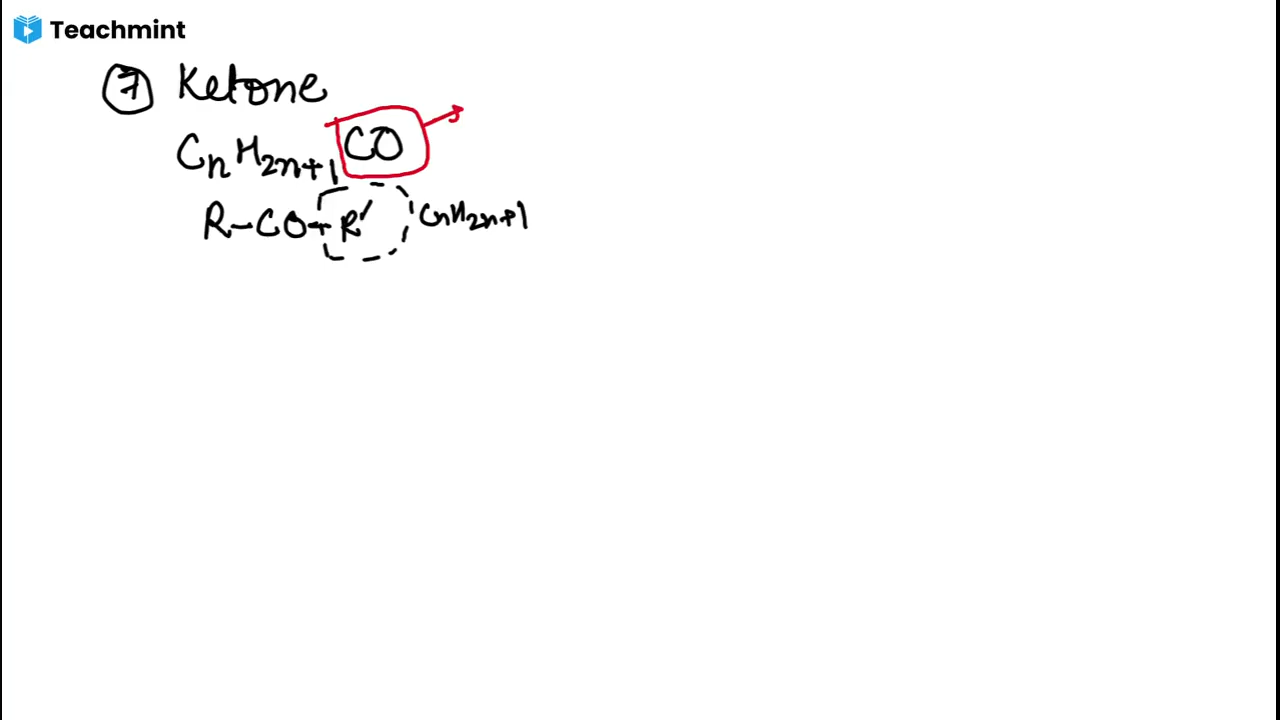 Teachmint
7 Ketone
CnH2n+1 CO
R-CO+R' CnH2n+1